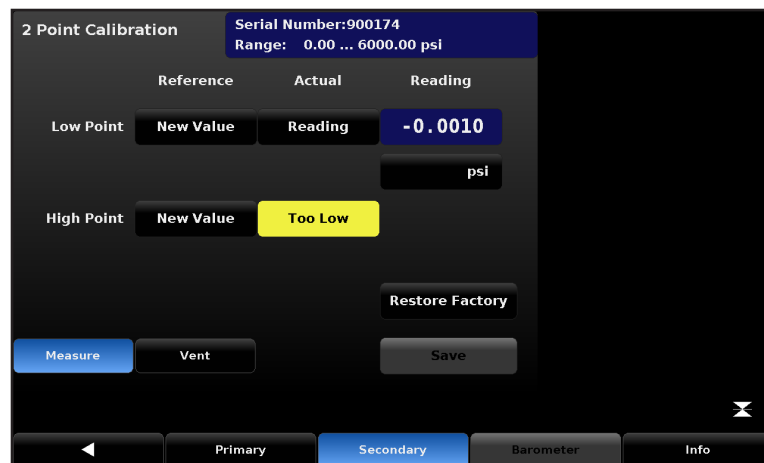 2 Point Calibration
Serial Number:900174
Range: 0.00 ... 6000.00 psi
Reference Actual Reading
Low Point New Value Reading -0.0010
psi
High Point New Value Too Low
Restore Factory
Measure Vent Save
Primary Secondary Barometer Info